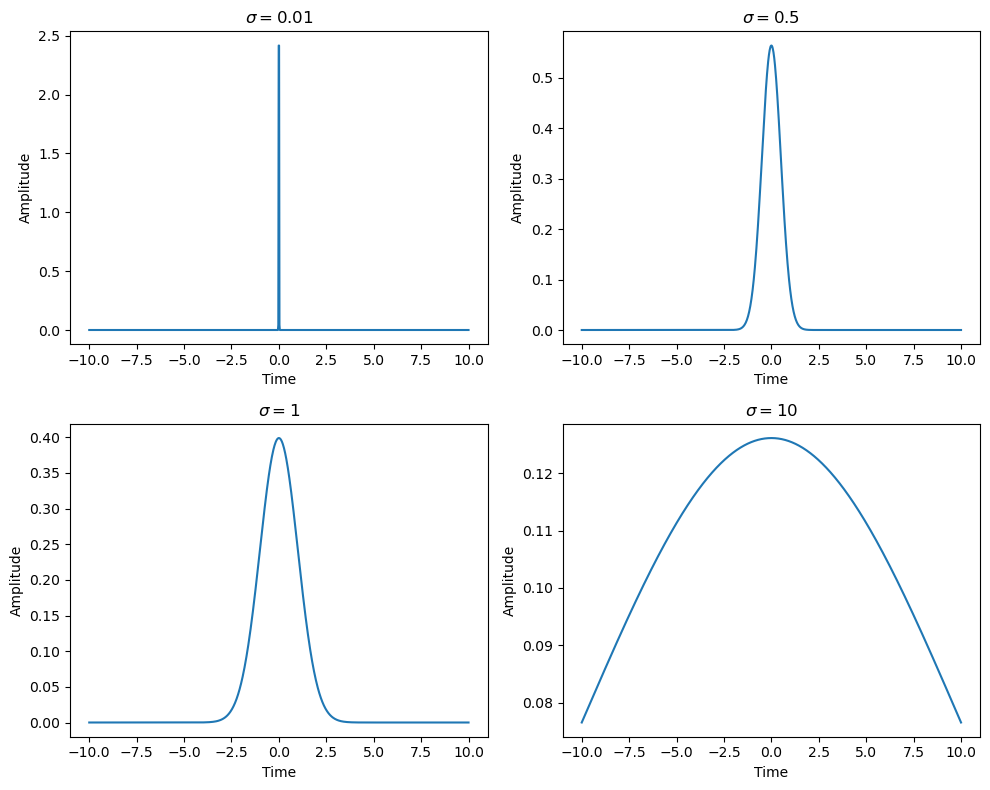 σ = 0.01
2.5
2.0
1.5
1.0
0.5
0.0
Amplitude
−10.0 −7.5 −5.0 −2.5 0.0 2.5 5.0 7.5 10.0
Time
σ = 0.5
0.5
0.4
0.3
0.2
0.1
0.0
Amplitude
−10.0 −7.5 −5.0 −2.5 0.0 2.5 5.0 7.5 10.0
Time
σ = 1
0.40
0.35
0.30
0.25
0.20
0.15
0.10
0.05
0.00
Amplitude
−10.0 −7.5 −5.0 −2.5 0.0 2.5 5.0 7.5 10.0
Time
σ = 10
0.12
0.11
0.10
0.09
0.08
Amplitude
−10.0 −7.5 −5.0 −2.5 0.0 2.5 5.0 7.5 10.0
Time